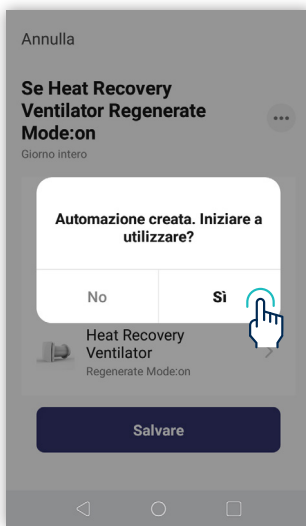 Annulla
Se Heat Recovery
Ventilator Regenerate
Mode:on
Giorno intero
Automazione creata. Iniziare a
utilizzare?
No
Sì
Heat Recovery
Ventilator
Regenerate Mode:on
Salvare